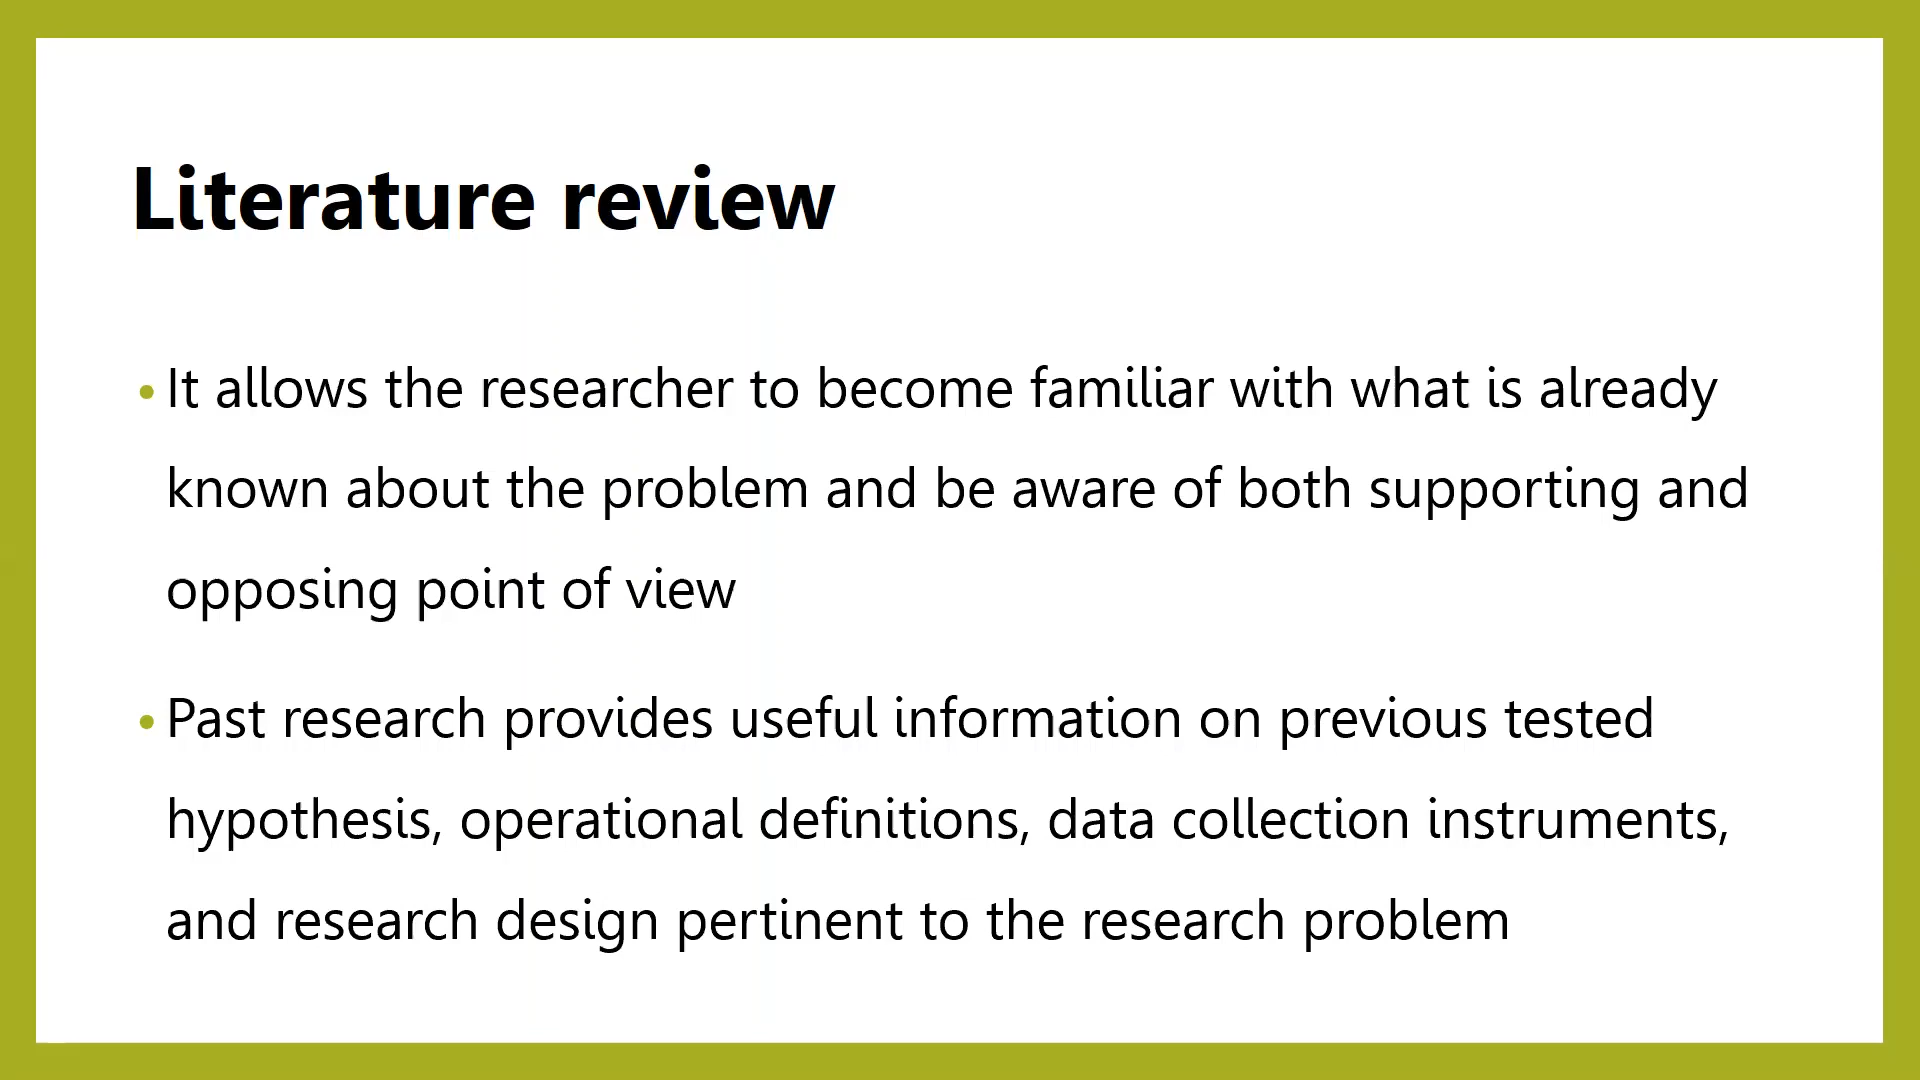 Literature review
• It allows the researcher to become familiar with what is already
known about the problem and be aware of both supporting and
opposing point of view
• Past research provides useful information on previous tested
hypothesis, operational definitions, data collection instruments,
and research design pertinent to the research problem